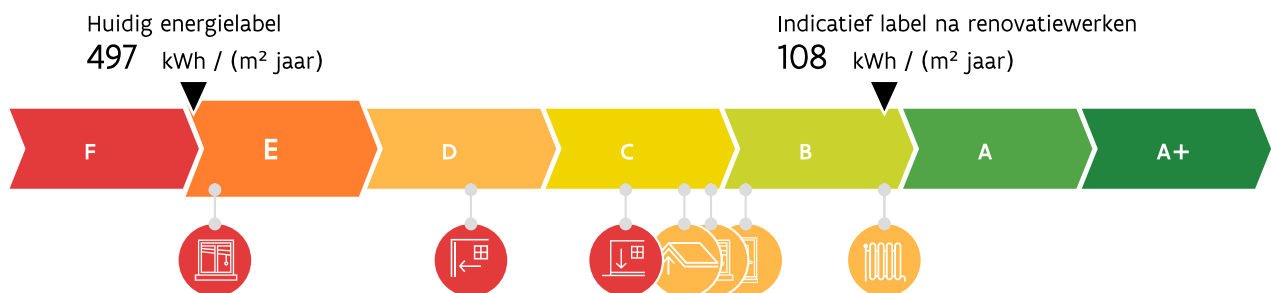 Huidig energielabel
497 kWh / (m² jaar)
Indicatief label na renovatiewerken
108 kWh / (m² jaar)
F E D C B A A+